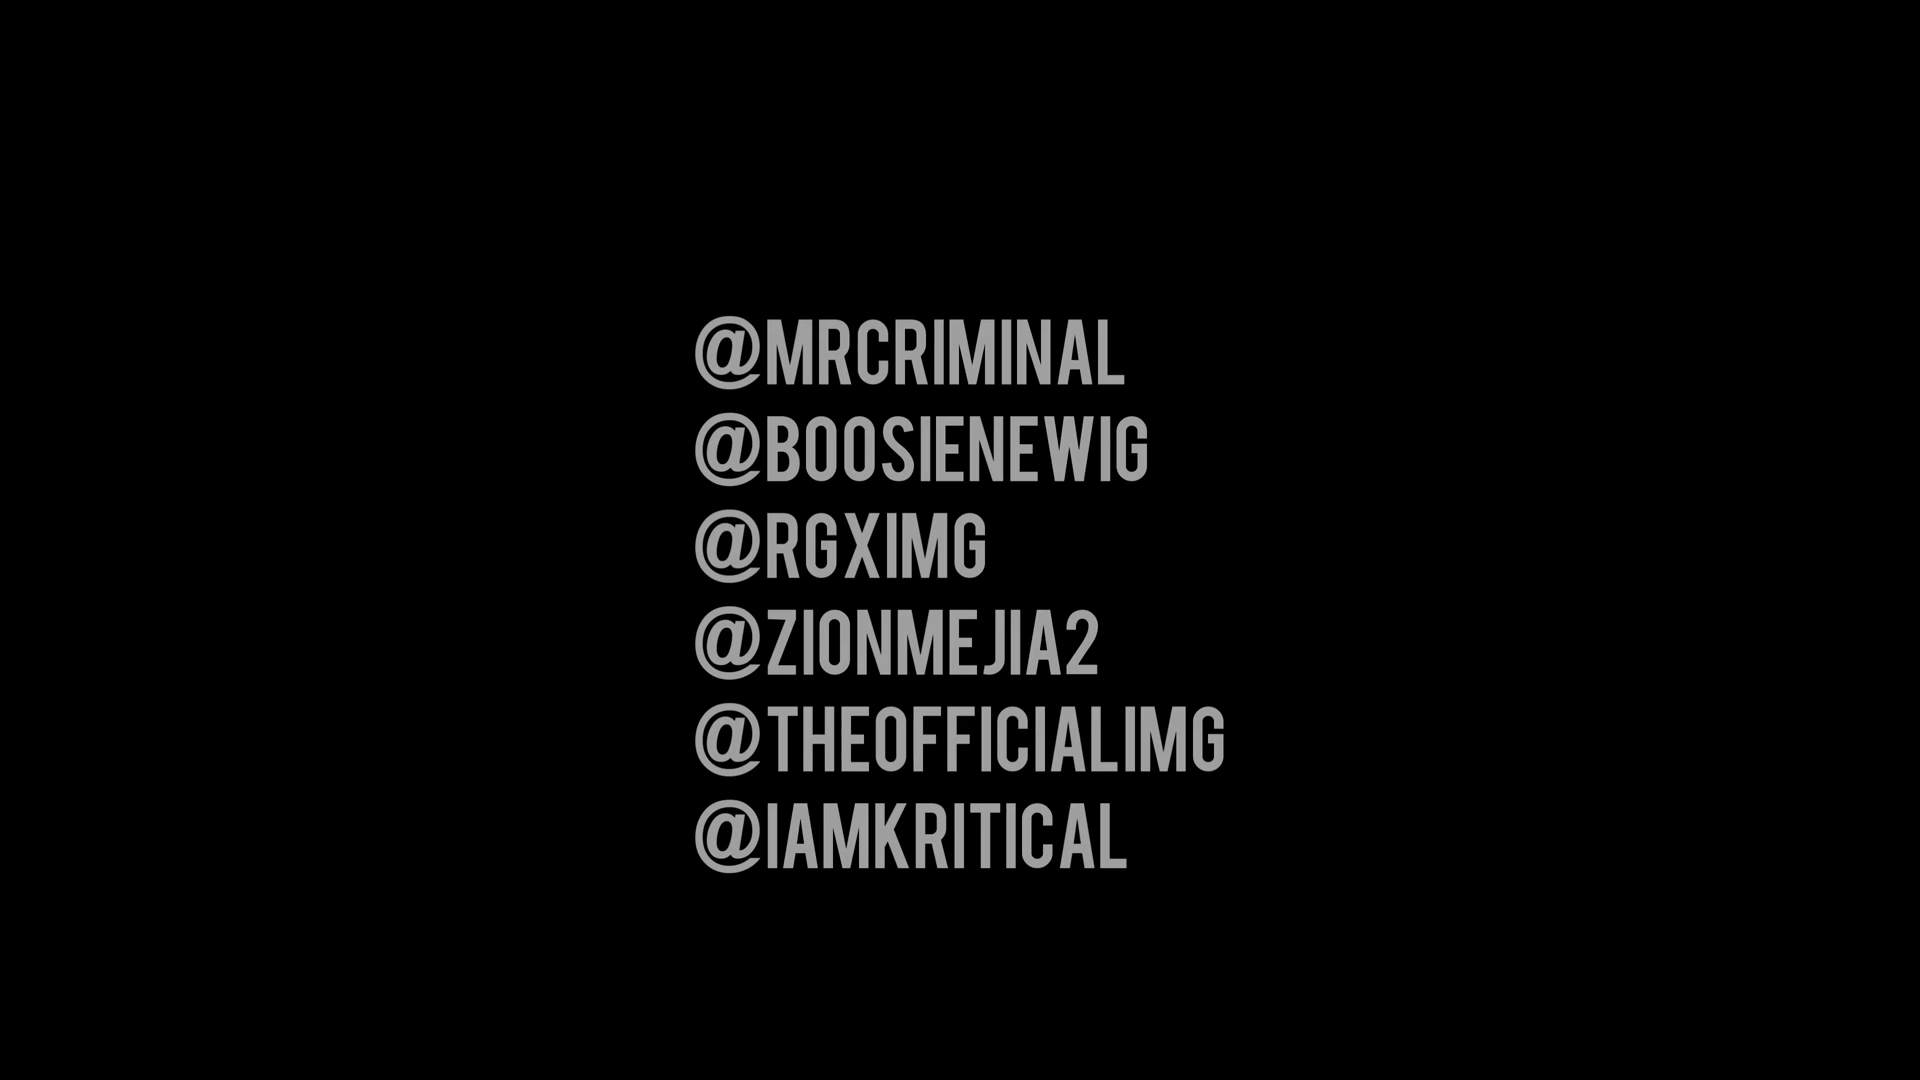 @MRCRIMINAL
@BOOSIENEWIG
@RGXIMG
@ZIONMEJIA2
@THEOFFICIALIMG
@IAMKRITICAL